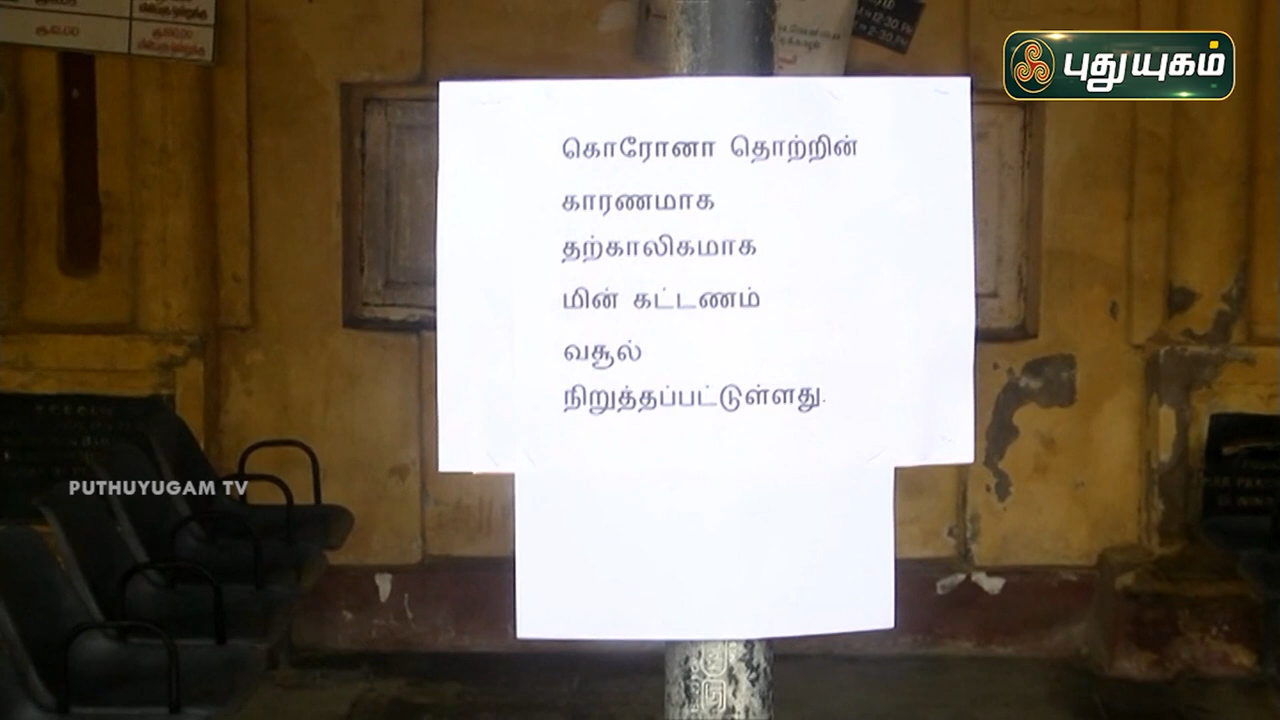 புதுயுகம்
கொரோனா தொற்றின்
காரணமாக
தற்காலிகமாக
மின் கட்டணம்
வசூல்
நிறுத்தப்பட்டுள்ளது.
PUTHUYUGAM TV